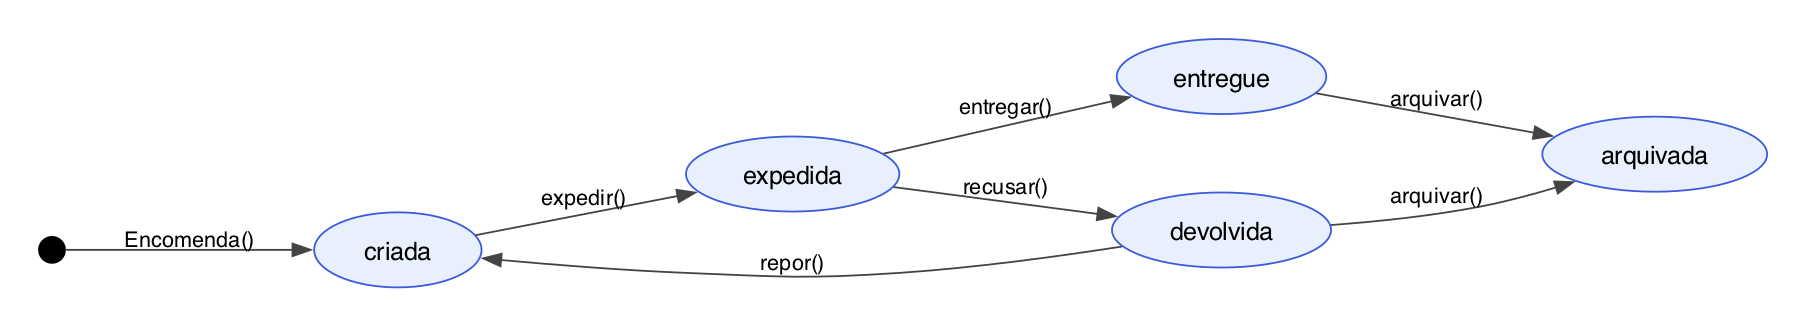 Encomenda()
criada
expedir()
expedida
entregar()
entregue
arquivar()
recusar()
devolvida
arquivar()
arquivada
repor()